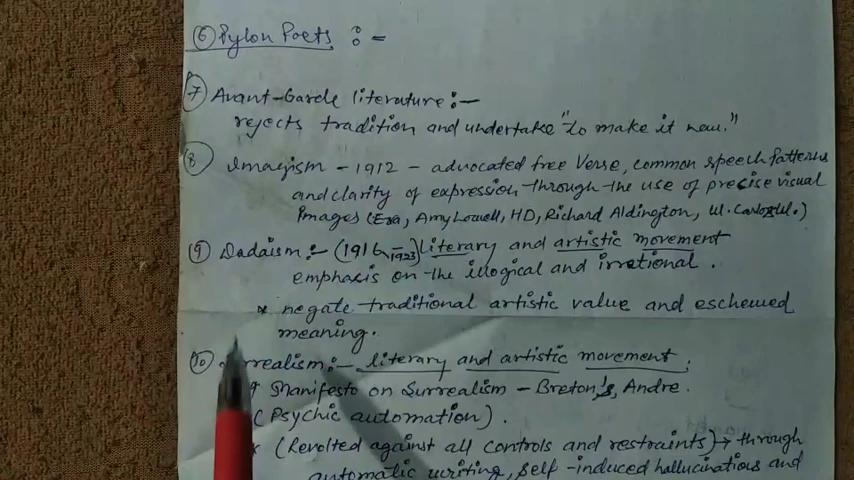 ⑥ Pylon Poets :-
⑦ Avant-Garde literature :-
rejects tradition and undertake "to make it new."
⑧ Imagism - 1912 - advocated free Verse, common speech Patterns
and clarity of expression through the use of precise visual
Images (Ezra, Amy Lowell, HD, Richard Aldington, W. Carlos W.)
⑨ Dadaism :- (1916-1923) literary and artistic movement
emphasis on the illogical and irrational.
* negate traditional artistic value and eschewed
meaning.
⑩ Surrealism :- literary and artistic movement.
Manifesto on Surrealism - Breton's, Andre.
(Psychic automation).
* (Revolted against all controls and restraints) → through
automatic writing, self-induced hallucinations and